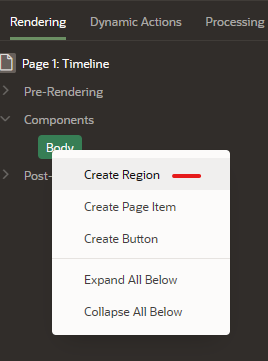 Rendering Dynamic Actions Processing
Page 1: Timeline
Pre-Rendering
Components
Body
Post-
Create Region
Create Page Item
Create Button
Expand All Below
Collapse All Below